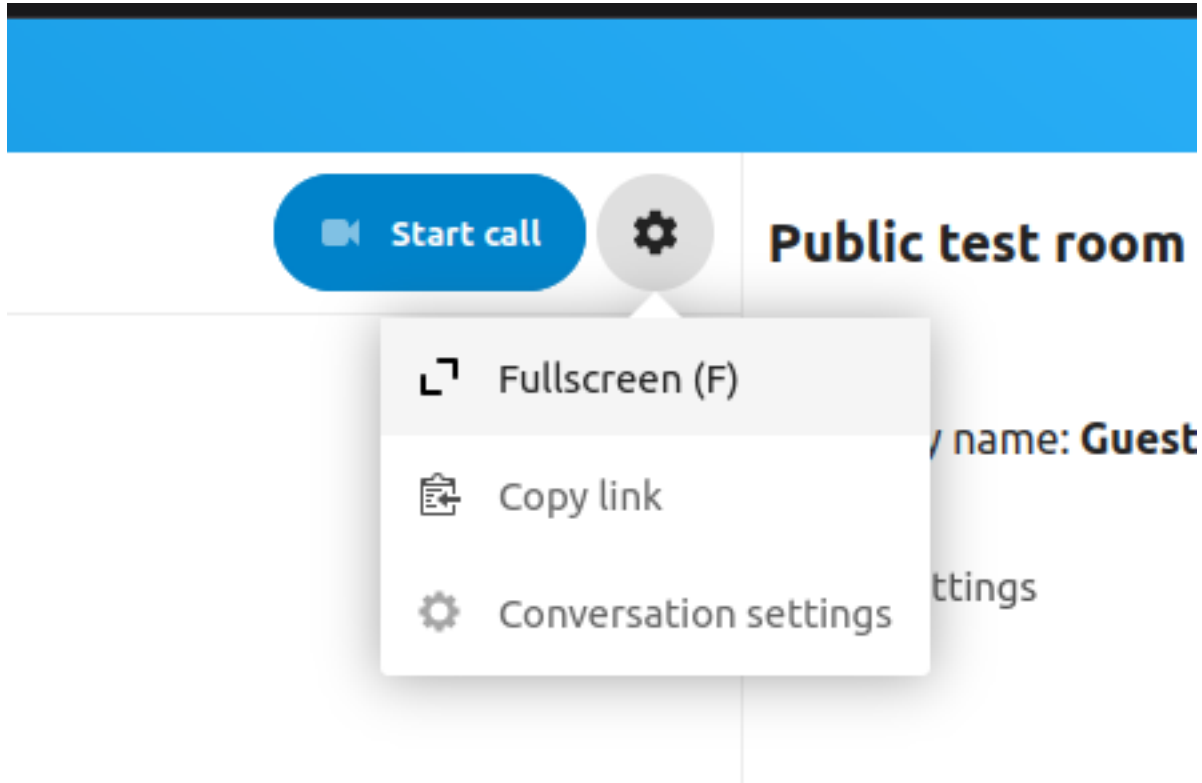 Start call
Public test room
Fullscreen (F)
name: Guest
Copy link
ttings
Conversation settings